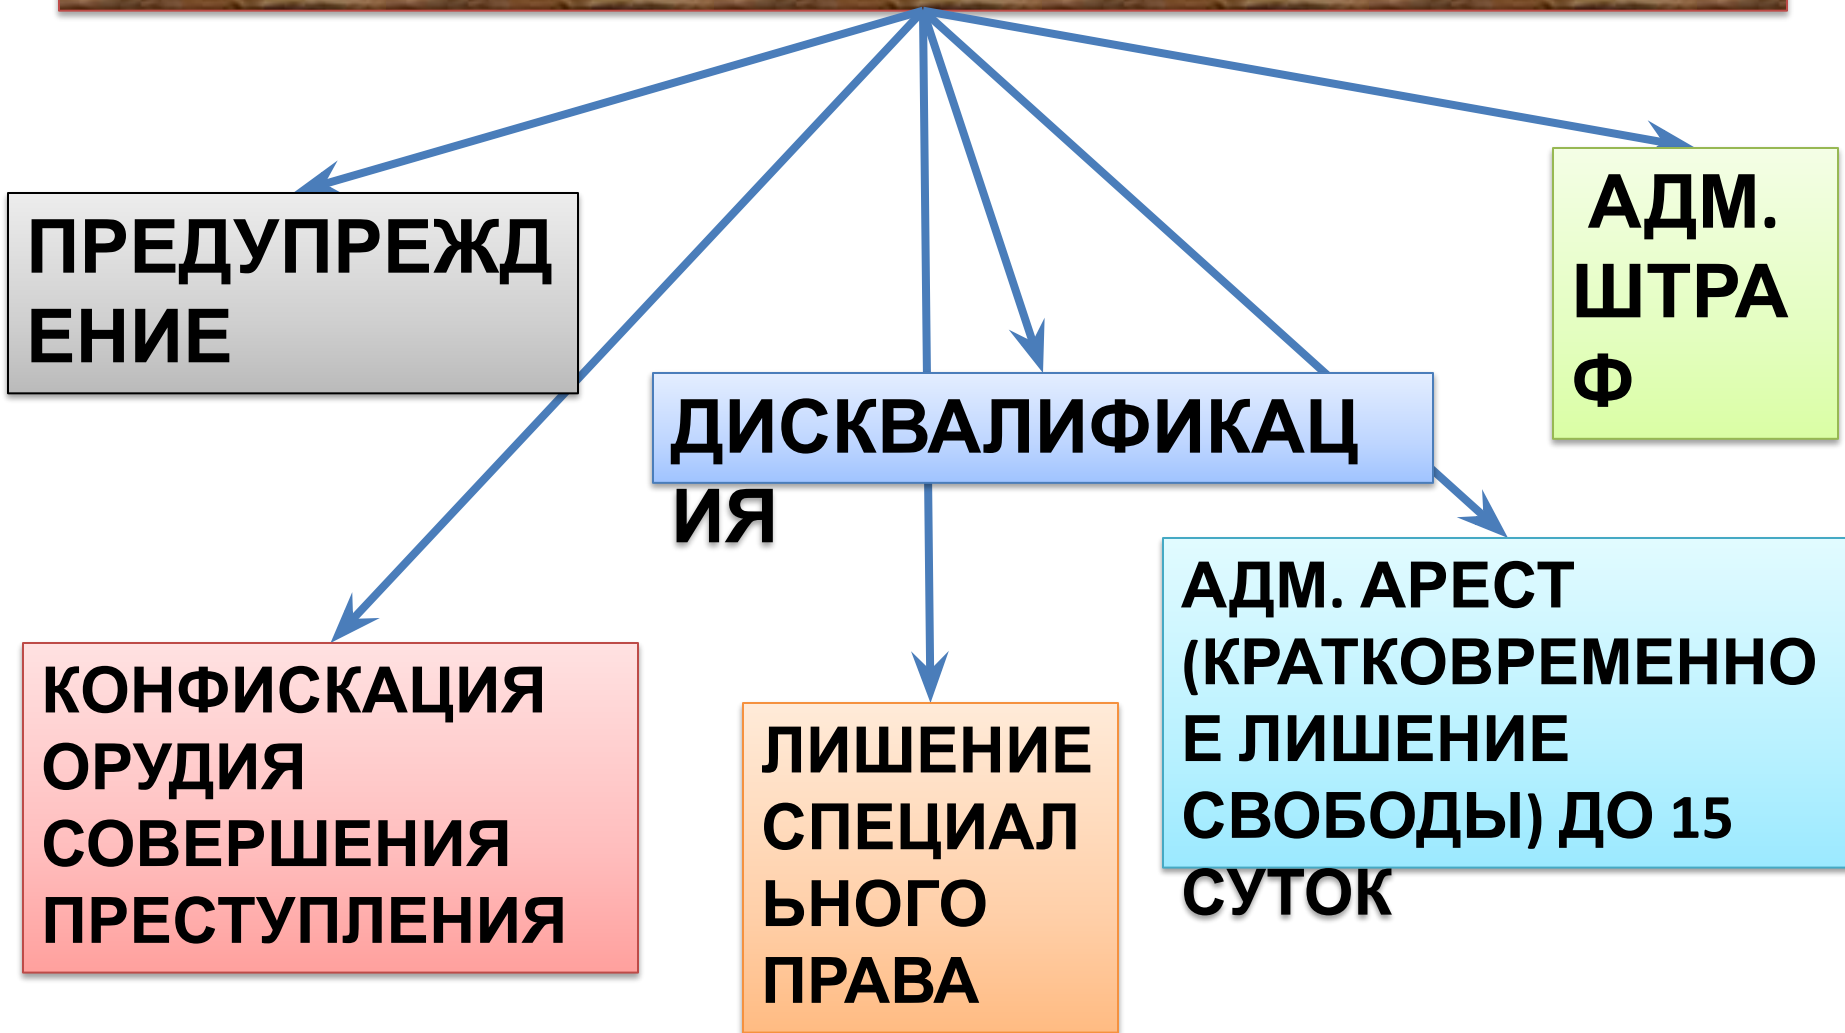 ПРЕДУПРЕЖД
ЕНИЕ
АДМ.
ШТРА
Ф
ДИСКВАЛИФИКАЦ
ИЯ
КОНФИСКАЦИЯ
ОРУДИЯ
СОВЕРШЕНИЯ
ПРЕСТУПЛЕНИЯ
ЛИШЕНИЕ
СПЕЦИАЛ
ЬНОГО
ПРАВА
АДМ. АРЕСТ
(КРАТКОВРЕМЕННО
Е ЛИШЕНИЕ
СВОБОДЫ) ДО 15
СУТОК